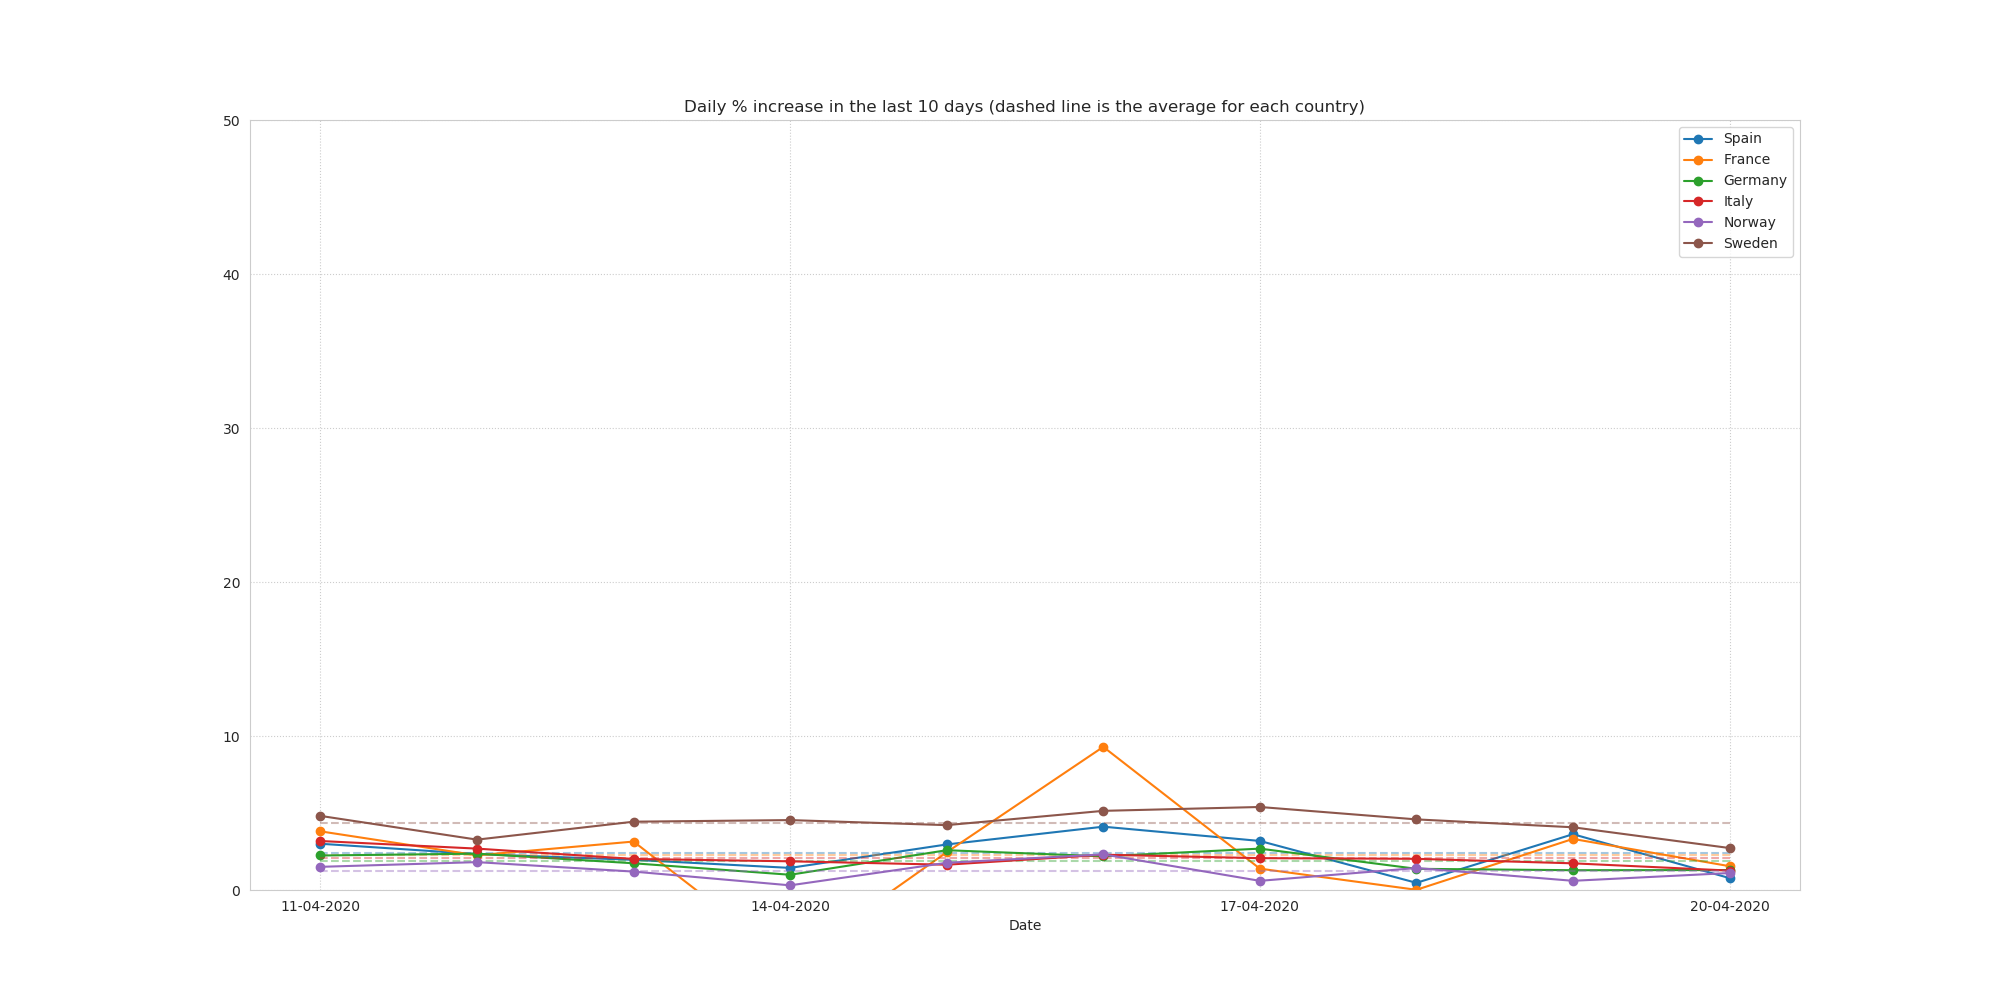 Daily % increase in the last 10 days (dashed line is the average for each country)
50
40
30
20
10
0
Spain
France
Germany
Italy
Norway
Sweden
11-04-2020
14-04-2020
17-04-2020
20-04-2020
Date